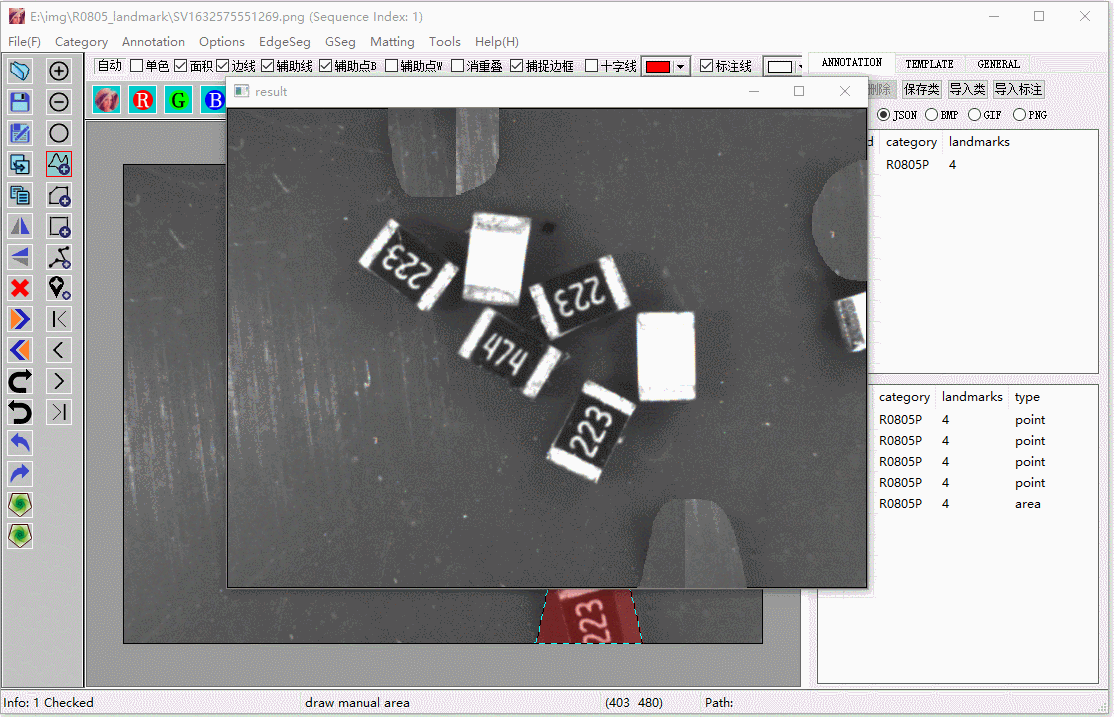 E:\img\R0805_landmark\SV1632575551269.png (Sequence Index: 1)
File(F) Category Annotation Options EdgeSeg GSeg Matting Tools Help(H)
自动 单色 面积 边线 辅助线 辅助点B 辅助点W 消重叠 捕捉边框 十字线 标注线
ANNOTATION TEMPLATE GENERAL
R G B
result
删除 保存类 导入类 导入标注
JSON BMP GIF PNG
d category landmarks
R0805P 4
223
223
474
223
category landmarks type
R0805P 4 point
R0805P 4 point
R0805P 4 point
R0805P 4 point
R0805P 4 area
223
Info: 1 Checked draw manual area (403 480) Path: